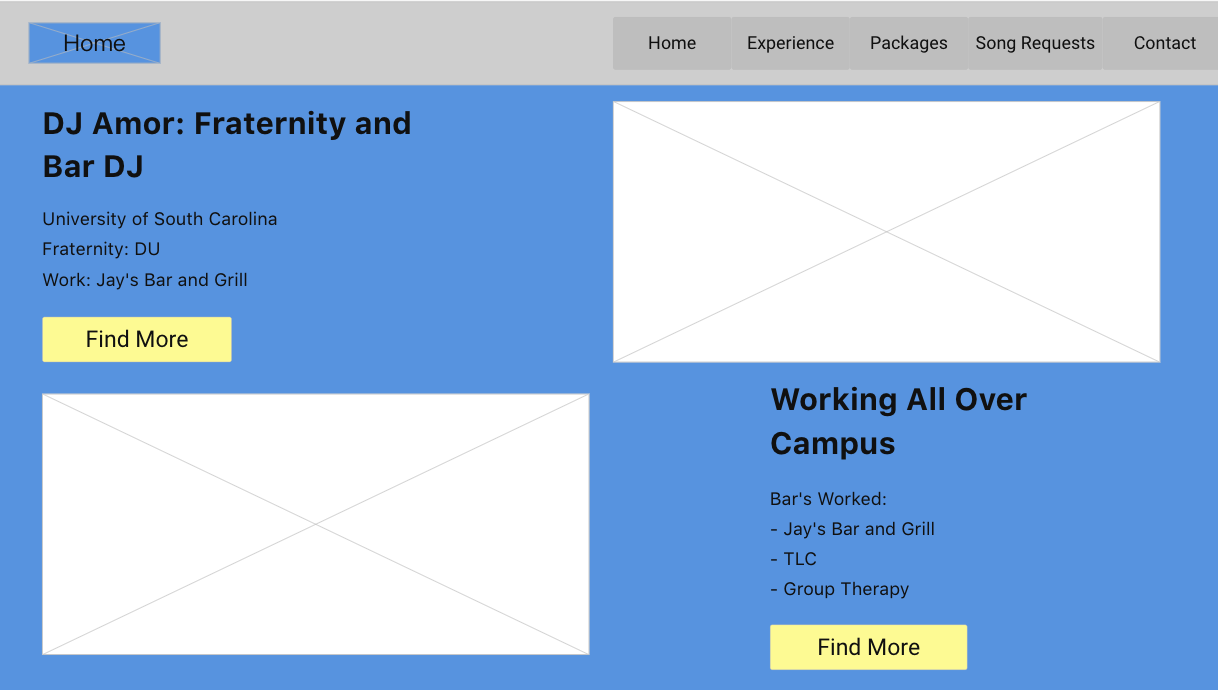 Home
Home Experience Packages Song Requests Contact
DJ Amor: Fraternity and
Bar DJ
University of South Carolina
Fraternity: DU
Work: Jay's Bar and Grill
Find More
Working All Over
Campus
Bar's Worked:
- Jay's Bar and Grill
- TLC
- Group Therapy
Find More